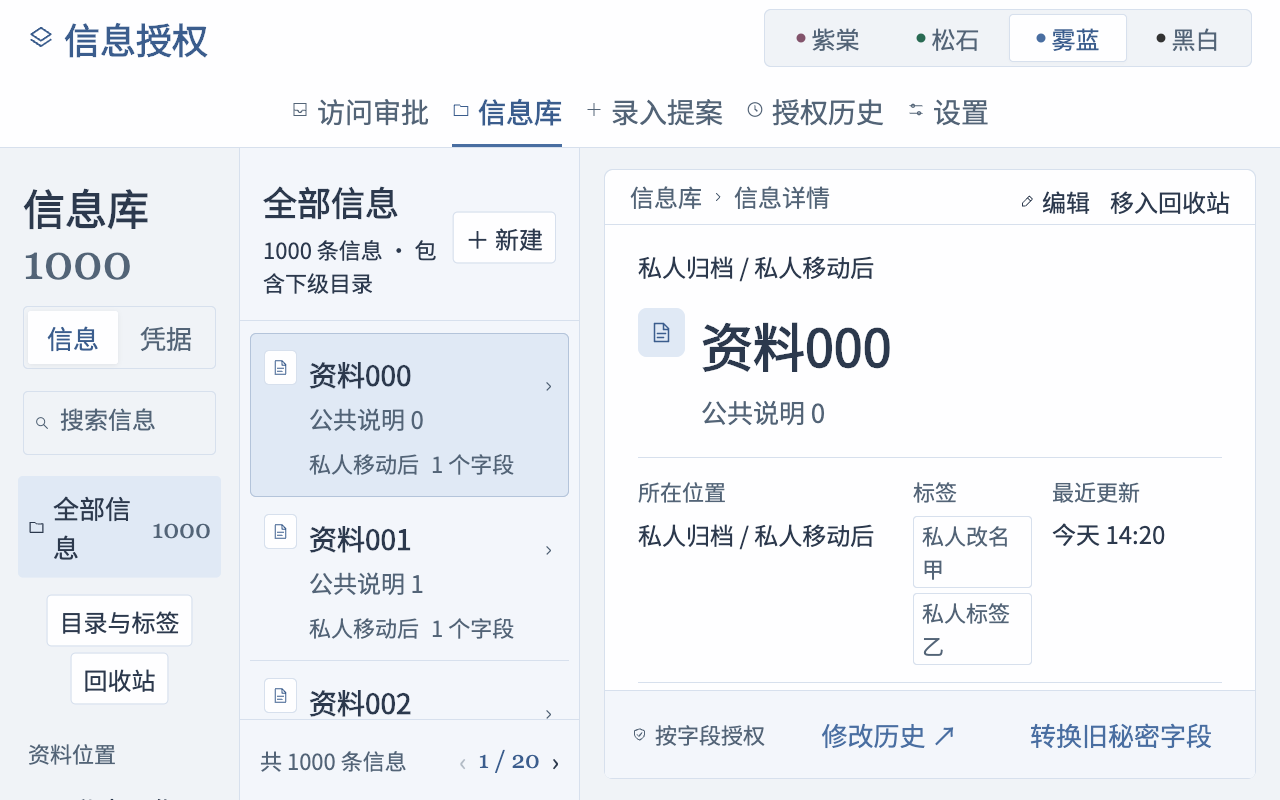 信息授权
紫棠
松石
雾蓝
黑白
访问审批
信息库
录入提案
授权历史
设置
信息库
1000
信息
凭据
搜索信息
全部信
息
1000
目录与标签
回收站
资料位置
全部信息
1000 条信息 · 包
含下级目录
新建
资料000
公共说明 0
私人移动后 1 个字段
资料001
公共说明 1
私人移动后 1 个字段
资料002
共 1000 条信息
‹ 1 / 20 ›
信息库 › 信息详情
编辑
移入回收站
私人归档 / 私人移动后
资料000
公共说明 0
所在位置
私人归档 / 私人移动后
标签
私人改名
甲
私人标签
乙
最近更新
今天 14:20
按字段授权
修改历史 ↗
转换旧秘密字段